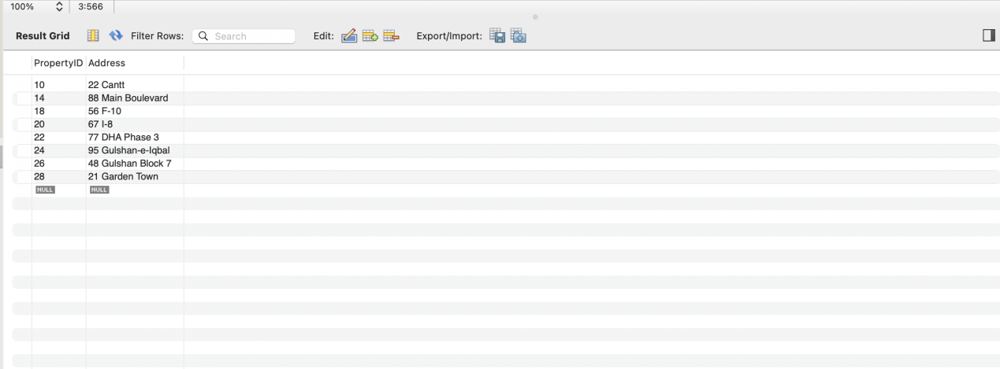 100% 3:566
Result Grid Filter Rows: Search Edit: Export/Import:
PropertyID Address
10 22 Cantt
14 88 Main Boulevard
18 56 F-10
20 67 I-8
22 77 DHA Phase 3
24 95 Gulshan-e-Iqbal
26 48 Gulshan Block 7
28 21 Garden Town
NULL NULL